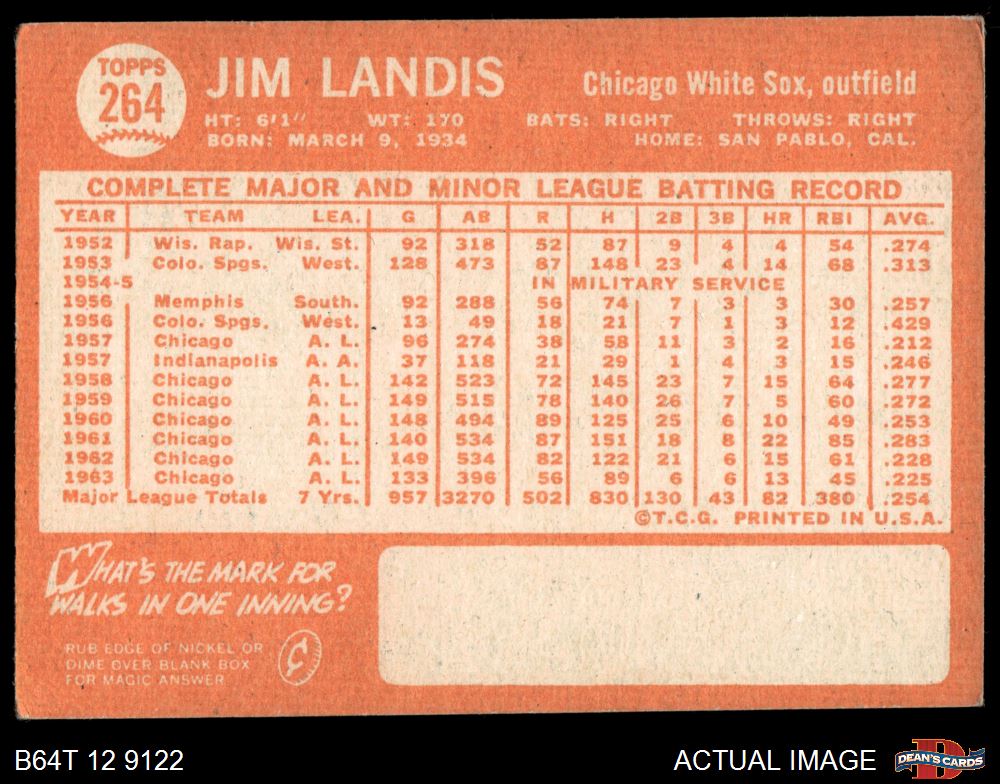 TOPPS
264
JIM LANDIS
Chicago White Sox, outfield
HT: 6'1" WT: 170 BATS: RIGHT THROWS: RIGHT
BORN: MARCH 9, 1934 HOME: SAN PABLO, CAL.
COMPLETE MAJOR AND MINOR LEAGUE BATTING RECORD
YEAR TEAM LEA. G AB R H 2B 3B HR RBI AVG.
1952 Wis. Rap. Wis. St. 92 318 52 87 9 4 4 54 .274
1953 Colo. Spgs. West. 128 473 87 148 23 4 14 68 .313
1954-5 IN MILITARY SERVICE
1956 Memphis South. 92 288 56 74 7 3 3 30 .257
1956 Colo. Spgs. West. 13 49 18 21 7 1 3 12 .429
1957 Chicago A. L. 96 274 38 58 11 3 2 16 .212
1957 Indianapolis A. A. 37 118 21 29 1 4 3 15 .246
1958 Chicago A. L. 142 523 72 145 23 7 15 64 .277
1959 Chicago A. L. 149 515 78 140 26 7 5 60 .272
1960 Chicago A. L. 148 494 89 125 25 6 10 49 .253
1961 Chicago A. L. 140 534 87 151 18 8 22 85 .283
1962 Chicago A. L. 149 534 82 122 21 6 15 61 .228
1963 Chicago A. L. 133 396 56 89 6 6 13 45 .225
Major League Totals 7 Yrs. 957 3270 502 830 130 43 82 380 .254
©T.C.G. PRINTED IN U.S.A.
WHAT'S THE MARK FOR
WALKS IN ONE INNING?
RUB EDGE OF NICKEL OR
DIME OVER BLANK BOX
FOR MAGIC ANSWER
¢
B64T 12 9122
ACTUAL IMAGE
D
DEAN'S CARDS